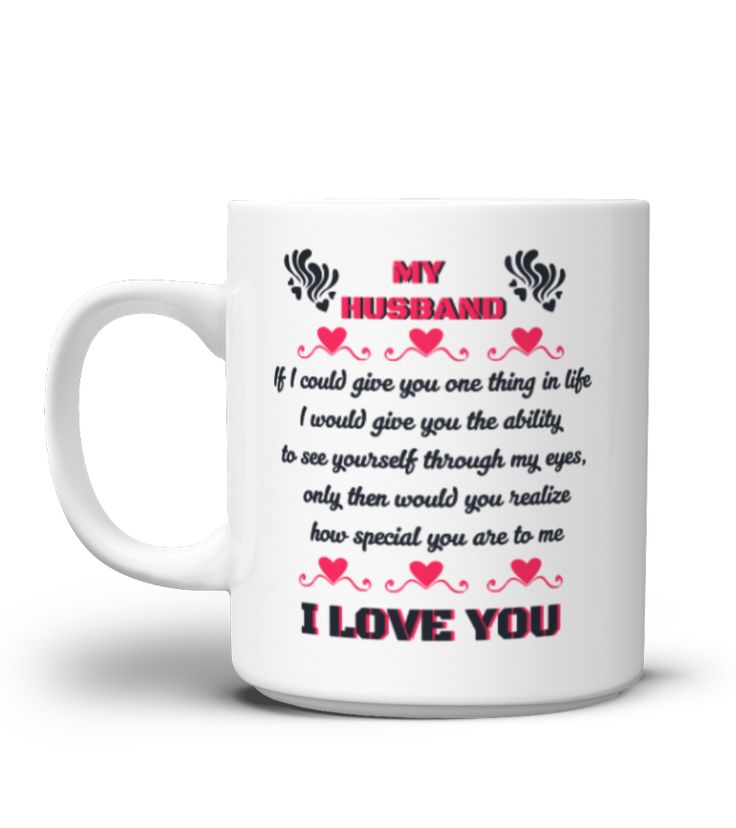 MY
HUSBAND
If I could give you one thing in life
I would give you the ability
to see yourself through my eyes,
only then would you realize
how special you are to me
I LOVE YOU